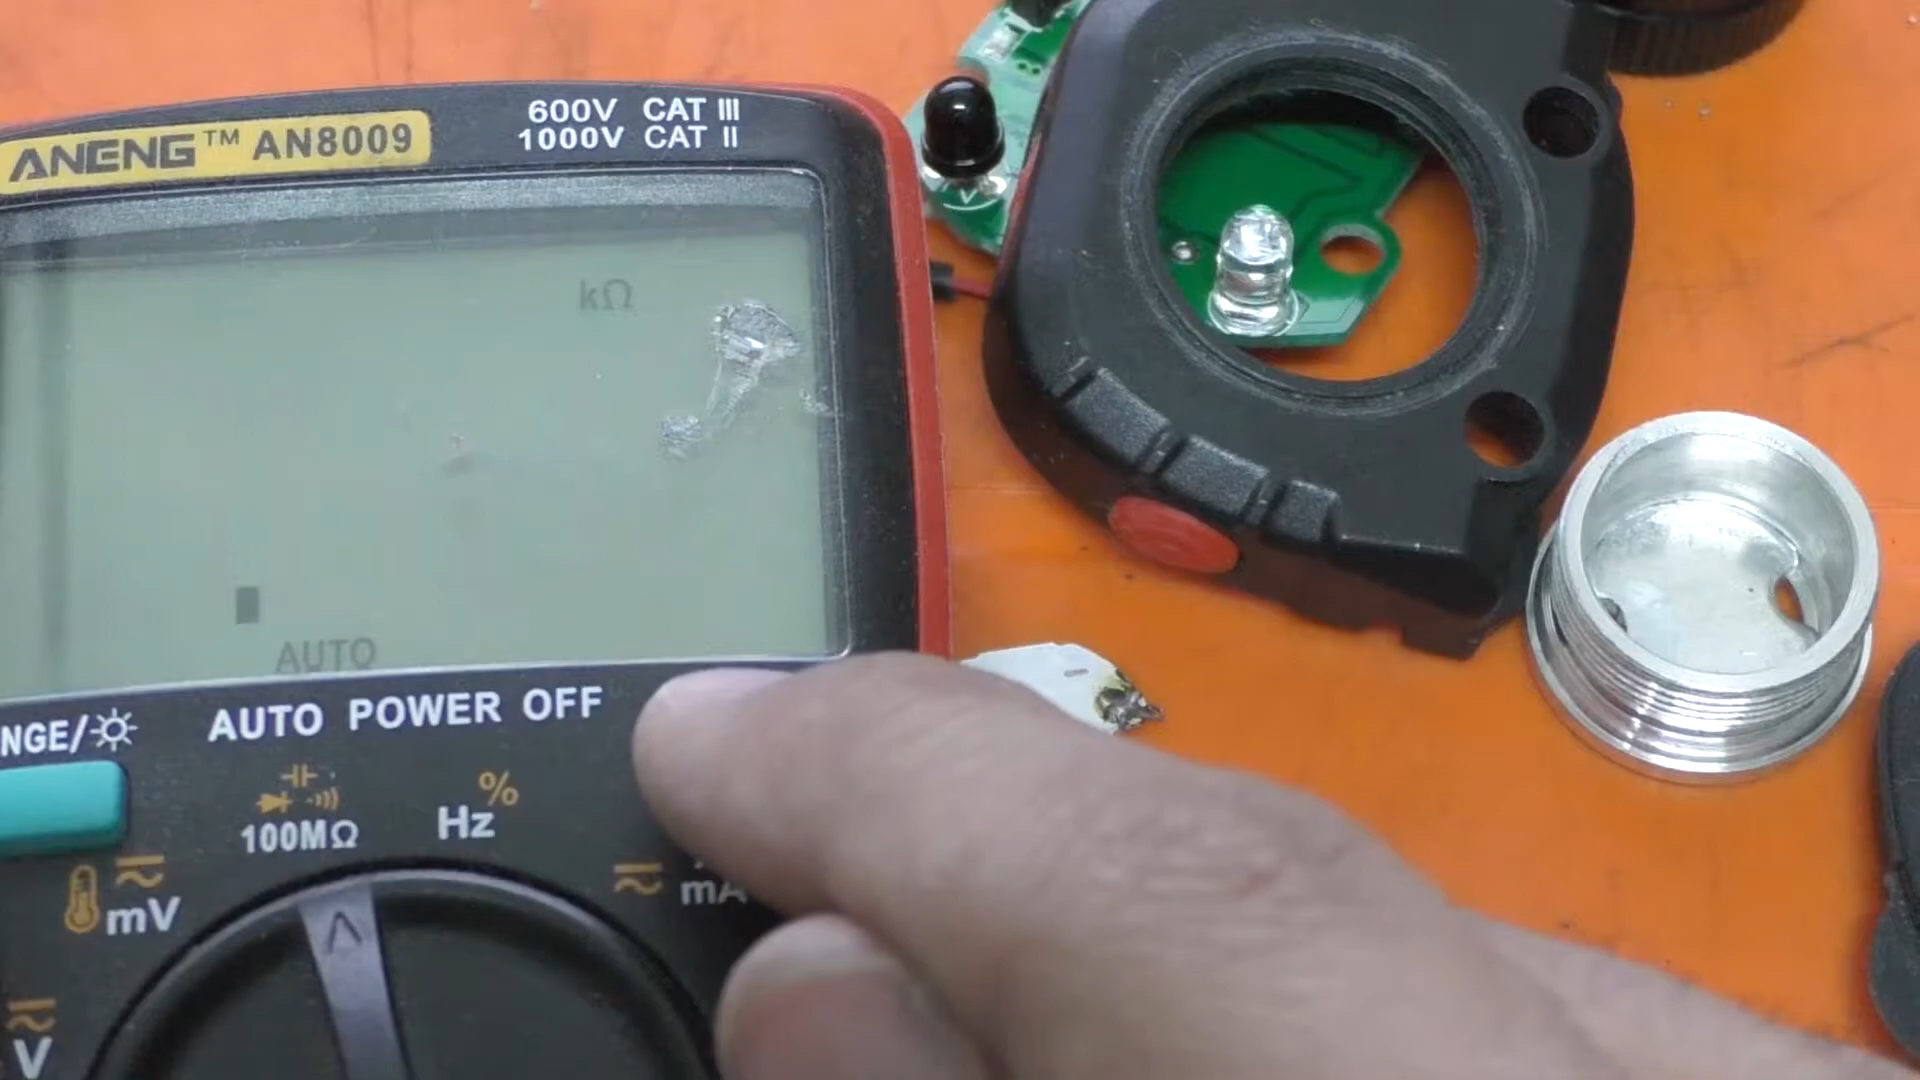 600V CAT III
1000V CAT II
ANENG™ AN8009
kΩ
AUTO
NGE/
AUTO POWER OFF
%
100MΩ
Hz
mV
mA
V